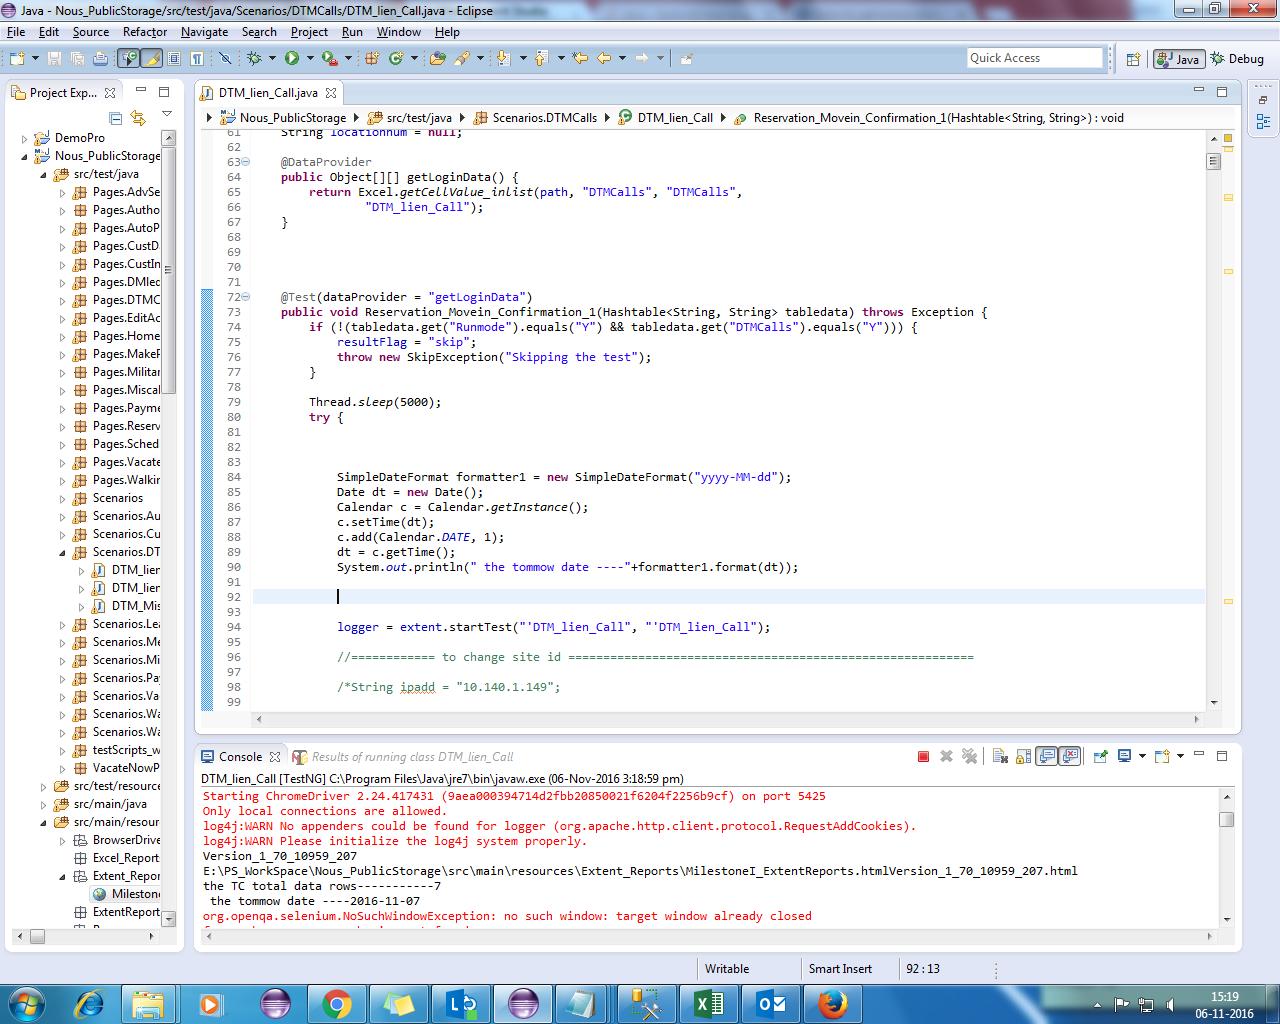 Java - Nous_PublicStorage/src/test/java/Scenarios/DTMCalls/DTM_lien_Call.java - Eclipse
File Edit Source Refactor Navigate Search Project Run Window Help
Quick Access
Java
Debug
Project Exp...
DemoPro
Nous_PublicStorage
src/test/java
Pages.AdvSe
Pages.Autho
Pages.AutoP
Pages.CustD
Pages.CustIn
Pages.DMIec
Pages.DTMC
Pages.EditAc
Pages.Home
Pages.MakeP
Pages.Militar
Pages.Miscal
Pages.Payme
Pages.Reserv
Pages.Sched
Pages.Vacate
Pages.Walkir
Scenarios
Scenarios.Au
Scenarios.Cu
Scenarios.DT
DTM_lier
DTM_lier
DTM_Mis
Scenarios.Lea
Scenarios.Me
Scenarios.Mi
Scenarios.Pay
Scenarios.Va
Scenarios.Wa
Scenarios.Wa
testScripts_w
VacateNowP
src/test/resource
src/main/java
src/main/resour
BrowserDrive
Excel_Report
Extent_Repor
Mileston
ExtentReport
DTM_lien_Call.java
Nous_PublicStorage src/test/java Scenarios.DTMCalls DTM_lien_Call Reservation_Movein_Confirmation_1(Hashtable<String, String>) : void
61 String locationnum = null;
62
63 @DataProvider
64 public Object[][] getLoginData() {
65 return Excel.getCellValue_inlist(path, "DTMCalls", "DTMCalls",
66 "DTM_lien_Call");
67 }
68
69
70
71
72 @Test(dataProvider = "getLoginData")
73 public void Reservation_Movein_Confirmation_1(Hashtable<String, String> tabledata) throws Exception {
74 if (!(tabledata.get("Runmode").equals("Y") && tabledata.get("DTMCalls").equals("Y"))) {
75 resultFlag = "skip";
76 throw new SkipException("Skipping the test");
77 }
78
79 Thread.sleep(5000);
80 try {
81
82
83
84 SimpleDateFormat formatter1 = new SimpleDateFormat("yyyy-MM-dd");
85 Date dt = new Date();
86 Calendar c = Calendar.getInstance();
87 c.setTime(dt);
88 c.add(Calendar.DATE, 1);
89 dt = c.getTime();
90 System.out.println(" the tommow date ----"+formatter1.format(dt));
91
92
93
94 logger = extent.startTest("'DTM_lien_Call", "'DTM_lien_Call");
95
96 //============ to change site id ==========================================================
97
98 /*String ipadd = "10.140.1.149";
99
Console
Results of running class DTM_lien_Call
DTM_lien_Call [TestNG] C:\Program Files\Java\jre7\bin\javaw.exe (06-Nov-2016 3:18:59 pm)
Starting ChromeDriver 2.24.417431 (9aea000394714d2fbb20850021f6204f2256b9cf) on port 5425
Only local connections are allowed.
log4j:WARN No appenders could be found for logger (org.apache.http.client.protocol.RequestAddCookies).
log4j:WARN Please initialize the log4j system properly.
Version_1_70_10959_207
E:\PS_WorkSpace\Nous_PublicStorage\src\main\resources\Extent_Reports\MilestoneI_ExtentReports.htmlVersion_1_70_10959_207.html
the TC total data rows-----------7
the tommow date ----2016-11-07
org.openqa.selenium.NoSuchWindowException: no such window: target window already closed
Writable
Smart Insert
92 : 13
15:19
06-11-2016